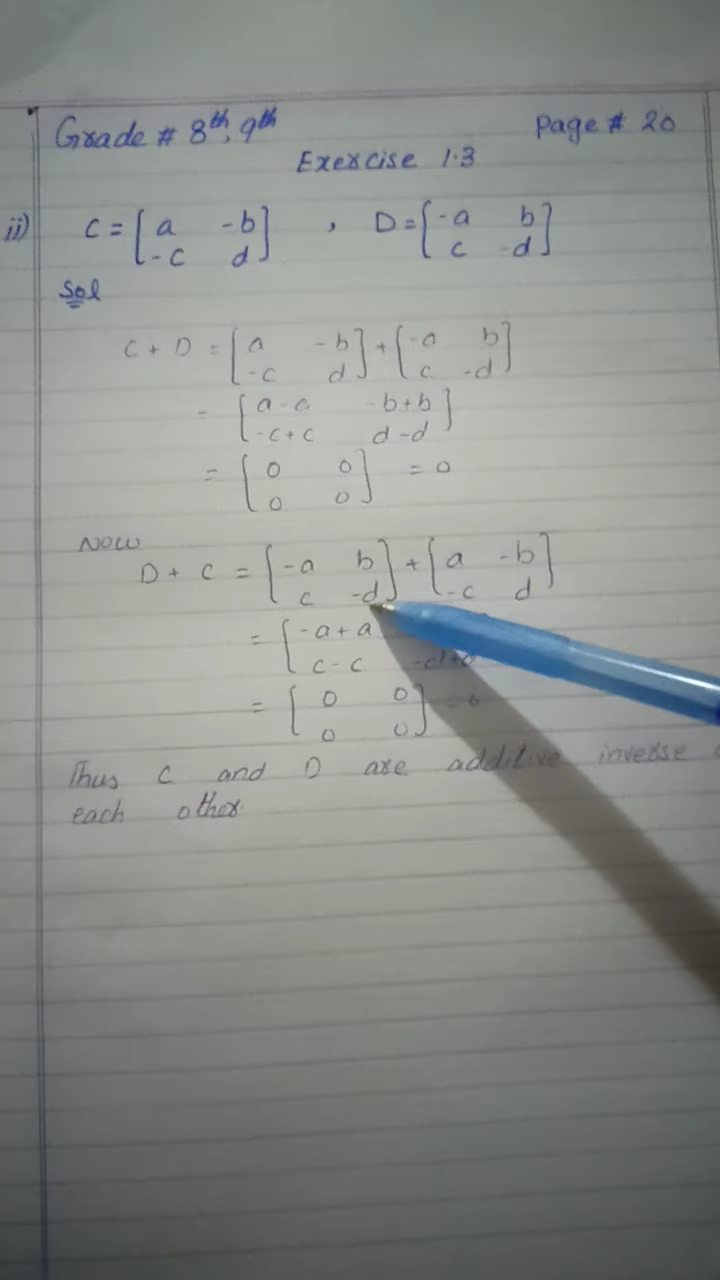 Grade # 8th, 9th Page # 20
Exercise 1.3
ii) C = [ a -b ] , D = [ -a b ]
[ -c d ] [ c -d ]
Sol
C + D = [ a -b ] + [ -a b ]
[ -c d ] [ c -d ]
= [ a-a -b+b ]
[ -c+c d-d ]
= [ 0 0 ] = 0
[ 0 0 ]
Now
D + C = [ -a b ] + [ a -b ]
[ c -d ] [ -c d ]
= [ -a+a
[ c-c
= [ 0 0 ]
[ 0 0 ]
Thus C and D are additive inverse
each other.